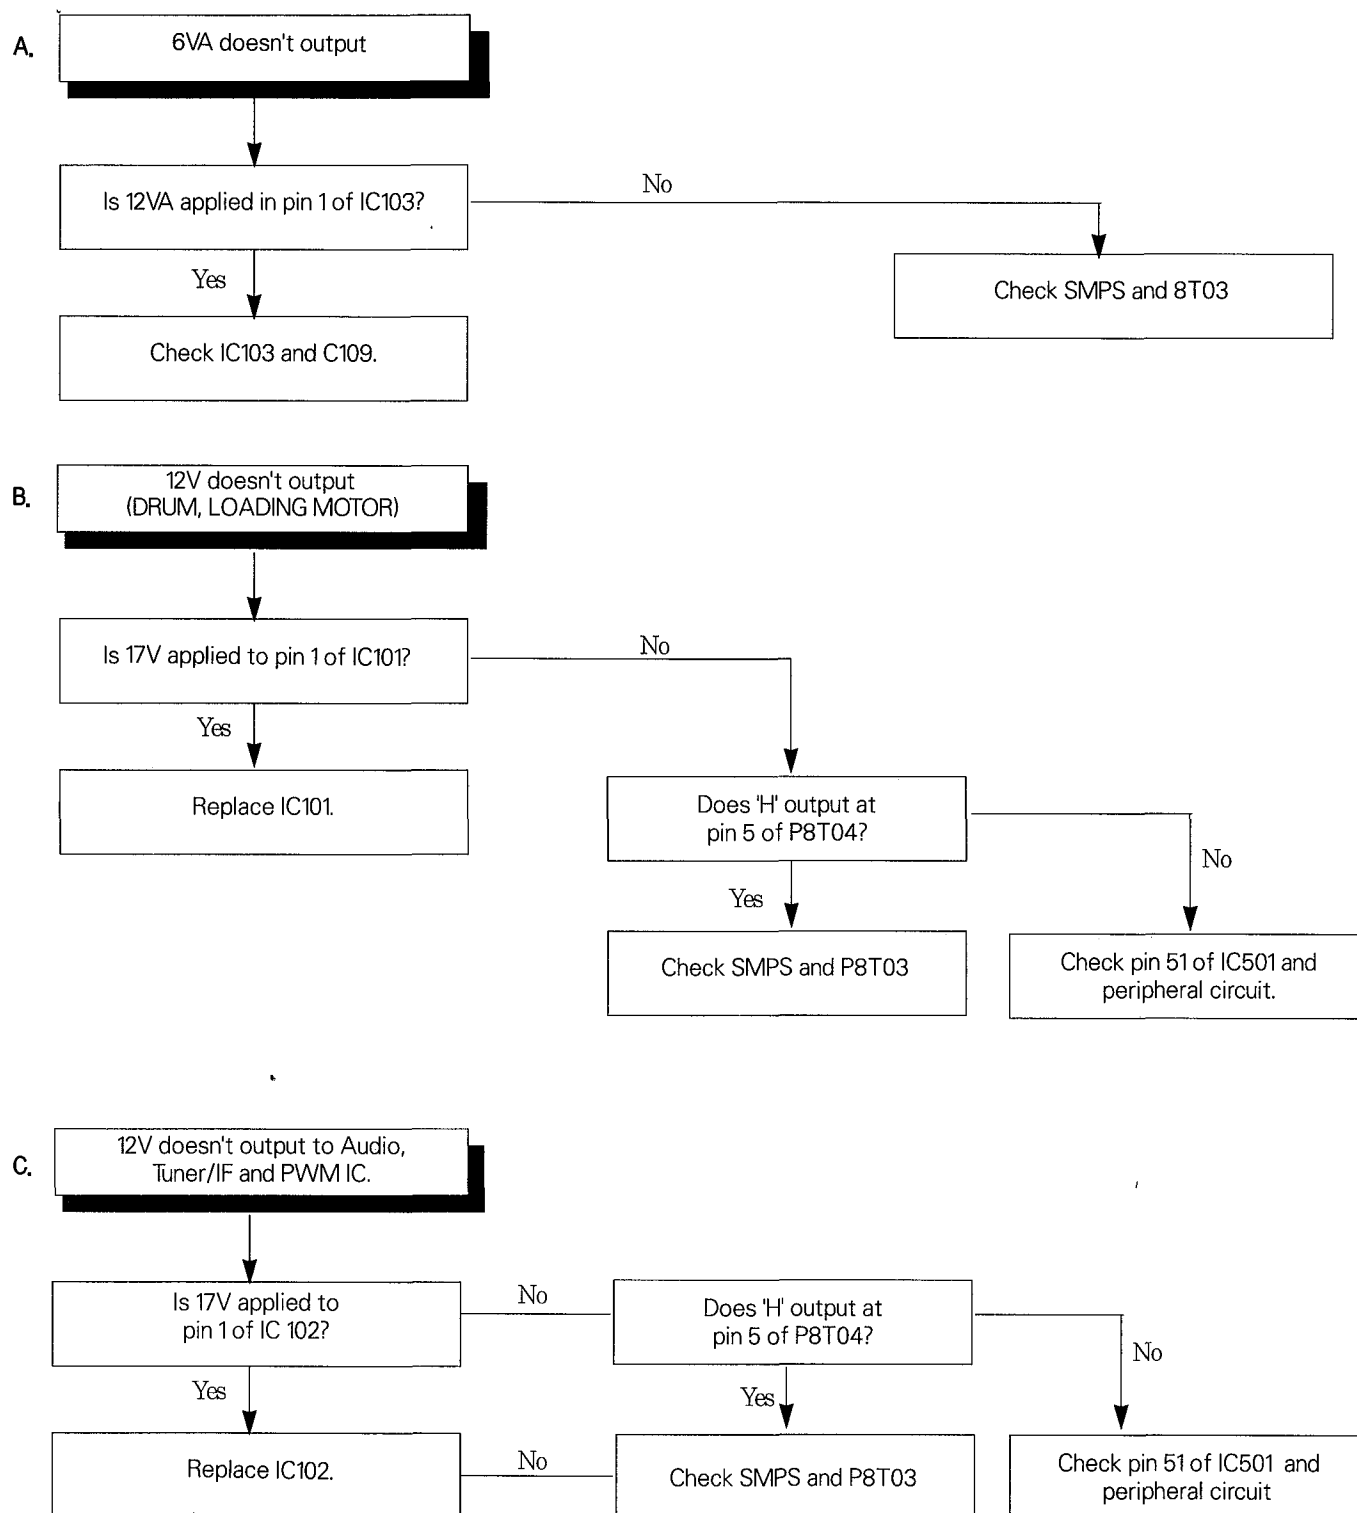 A.
6VA doesn't output
Is 12VA applied in pin 1 of IC103?
No
Yes
Check SMPS and 8T03
Check IC103 and C109.
B.
12V doesn't output
(DRUM, LOADING MOTOR)
Is 17V applied to pin 1 of IC101?
No
Yes
Replace IC101.
Does 'H' output at
pin 5 of P8T04?
No
Yes
Check SMPS and P8T03
Check pin 51 of IC501 and
peripheral circuit.
C.
12V doesn't output to Audio,
Tuner/IF and PWM IC.
Is 17V applied to
pin 1 of IC 102?
No
Does 'H' output at
pin 5 of P8T04?
No
Yes
Yes
Replace IC102.
No
Check SMPS and P8T03
Check pin 51 of IC501 and
peripheral circuit